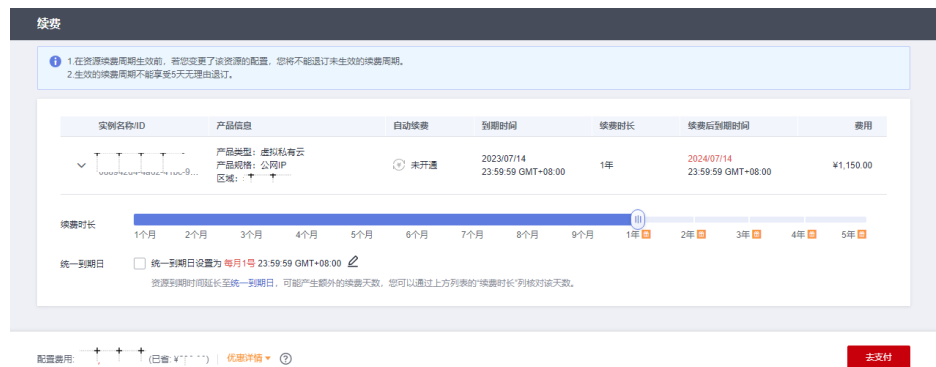 续费
1.在资源续费周期生效前，若您变更了该资源的配置，您将不能退订未生效的续费周期。
2.生效的续费周期不能享受5天无理由退订。
实例名称/ID 产品信息 自动续费 到期时间 续费时长 续费后到期时间 费用
产品类型：虚拟私有云
产品规格：公网IP
区域：
未开通
2023/07/14
23:59:59 GMT+08:00
1年
2024/07/14
23:59:59 GMT+08:00
¥1,150.00
续费时长
1个月 2个月 3个月 4个月 5个月 6个月 7个月 8个月 9个月 1年 2年 3年 4年 5年
统一到期日 统一到期日设置为 每月1号 23:59:59 GMT+08:00
资源到期时间延长至统一到期日，可能产生额外的续费天数，您可以通过上方列表的“续费时长”列核对该天数。
配置费用: (已省: ¥ ) 优惠详情 ?
去支付